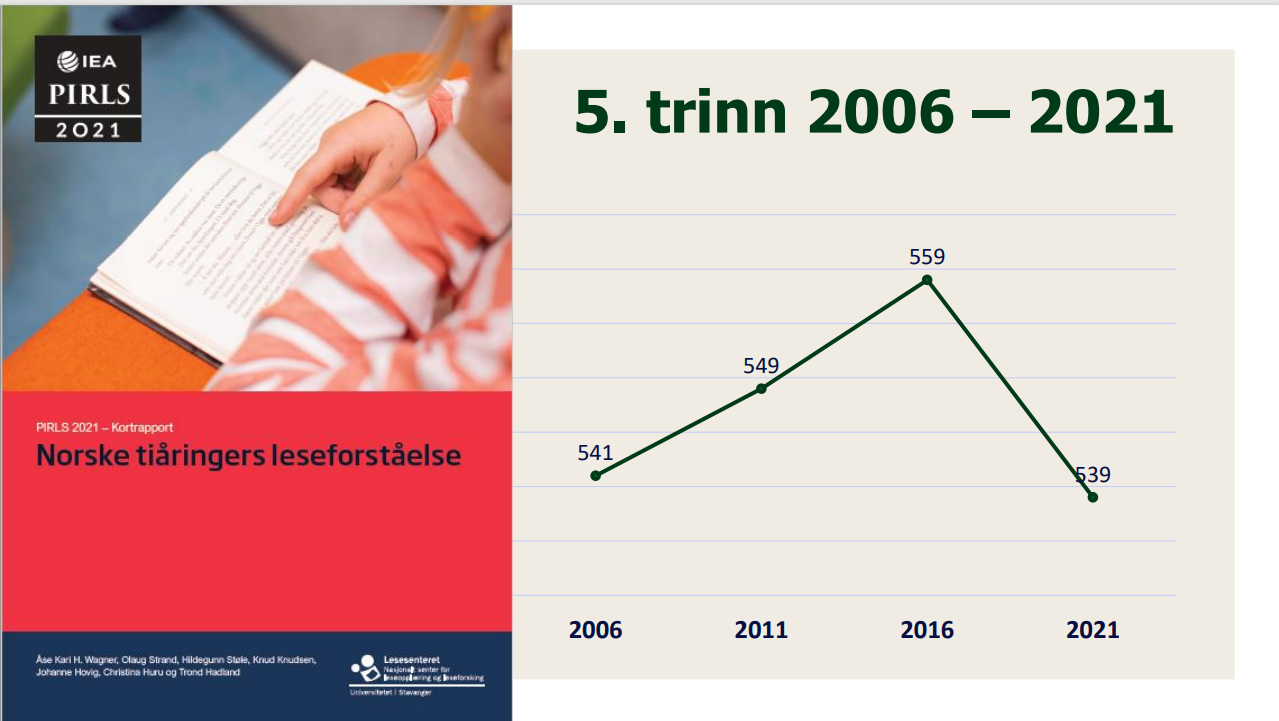 IEA
PIRLS
2021
PIRLS 2021 – Kortrapport
Norske tiåringers leseforståelse
Åse Kari H. Wagner, Olaug Strand, Hildegunn Støle, Knud Knudsen,
Johanne Hovig, Christina Huru og Trond Hadland
Lesesenteret
Nasjonalt senter for
leseopplæring og leseforsking
Universitetet i Stavanger
5. trinn 2006 – 2021
559
549
541
539
2006 2011 2016 2021